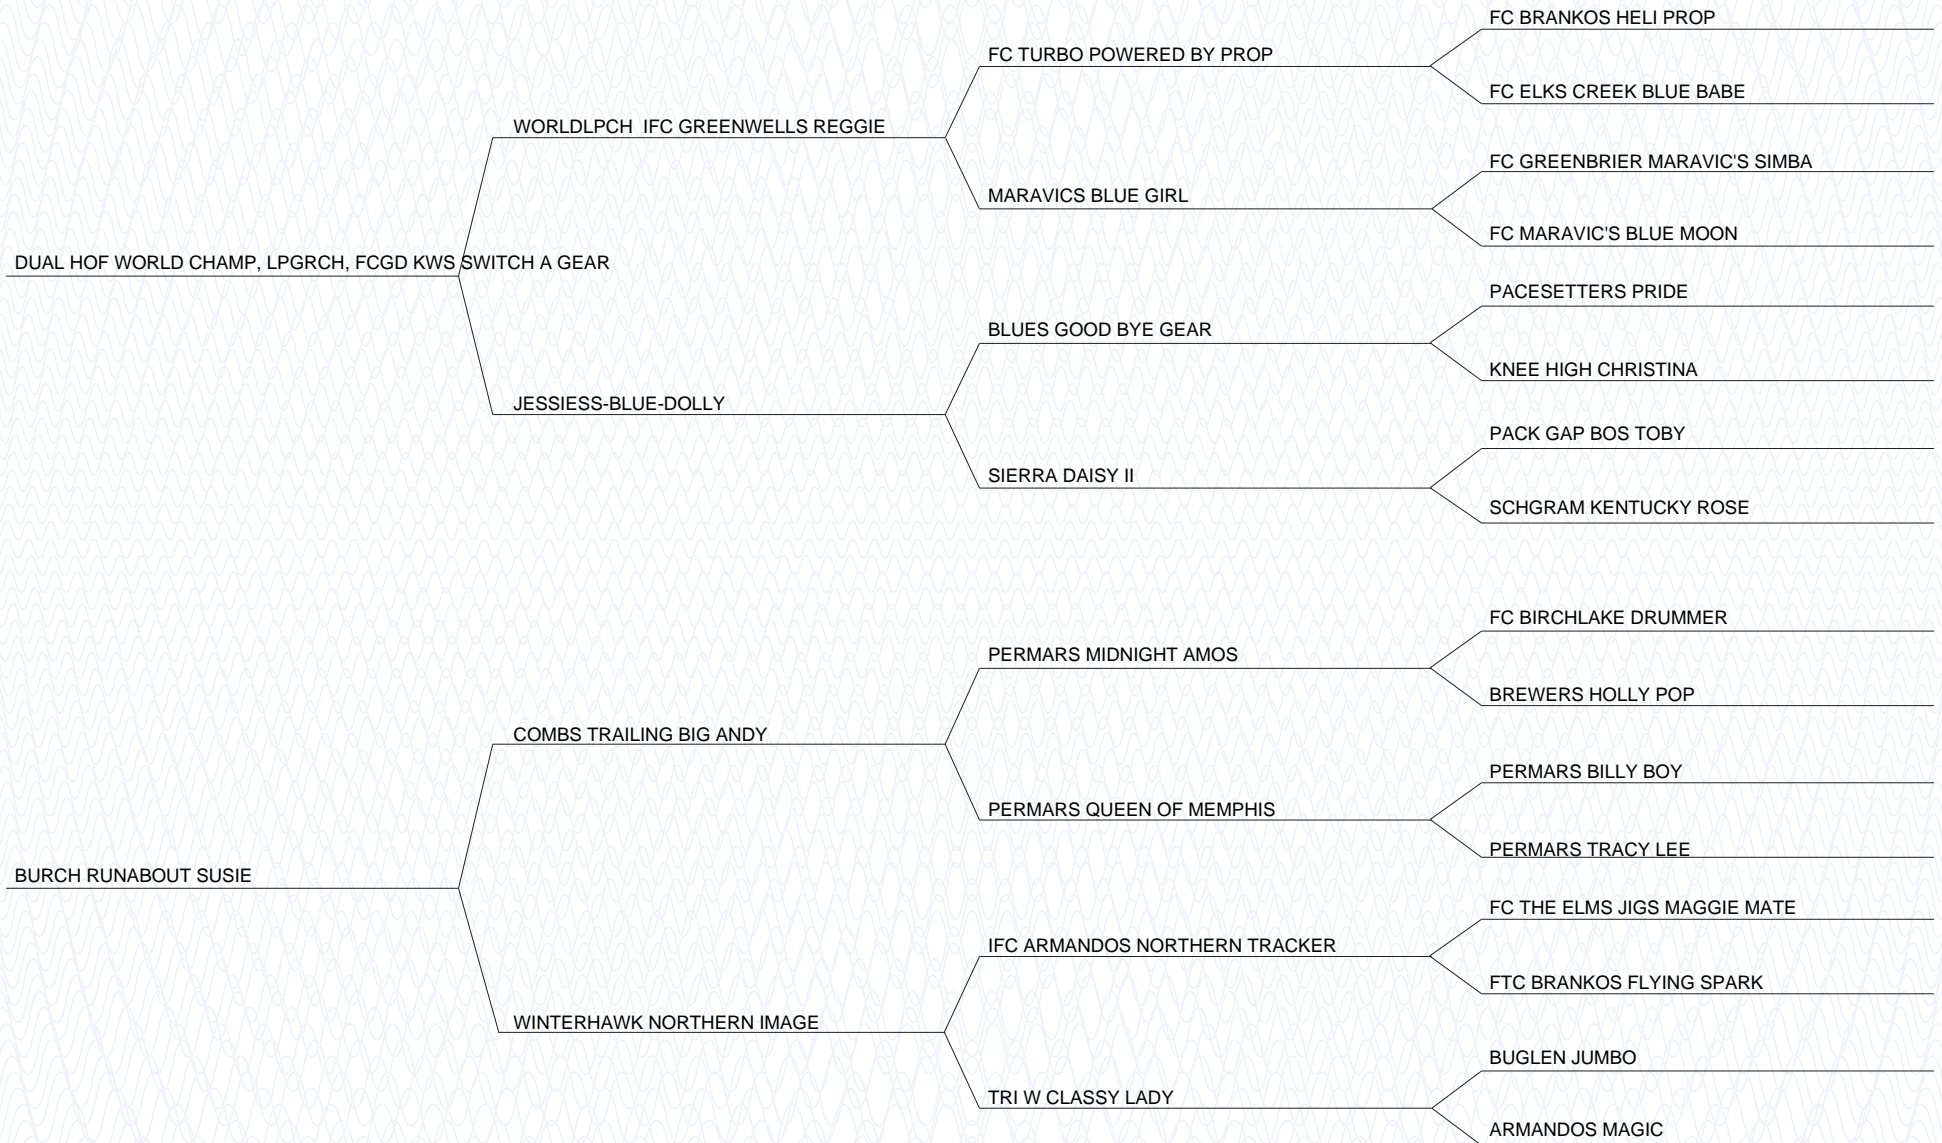 FC BRANKOS HELI PROP
FC TURBO POWERED BY PROP
FC ELKS CREEK BLUE BABE
WORLDLPCH  IFC GREENWELLS REGGIE
FC GREENBRIER MARAVIC'S SIMBA
MARAVICS BLUE GIRL
FC MARAVIC'S BLUE MOON
DUAL HOF WORLD CHAMP, LPGRCH, FCGD KWS SWITCH A GEAR
PACESETTERS PRIDE
BLUES GOOD BYE GEAR
KNEE HIGH CHRISTINA
JESSIESS-BLUE-DOLLY
PACK GAP BOS TOBY
SIERRA DAISY II
SCHGRAM KENTUCKY ROSE
FC BIRCHLAKE DRUMMER
PERMARS MIDNIGHT AMOS
BREWERS HOLLY POP
COMBS TRAILING BIG ANDY
PERMARS BILLY BOY
PERMARS QUEEN OF MEMPHIS
PERMARS TRACY LEE
BURCH RUNABOUT SUSIE
FC THE ELMS JIGS MAGGIE MATE
IFC ARMANDOS NORTHERN TRACKER
FTC BRANKOS FLYING SPARK
WINTERHAWK NORTHERN IMAGE
BUGLEN JUMBO
TRI W CLASSY LADY
ARMANDOS MAGIC